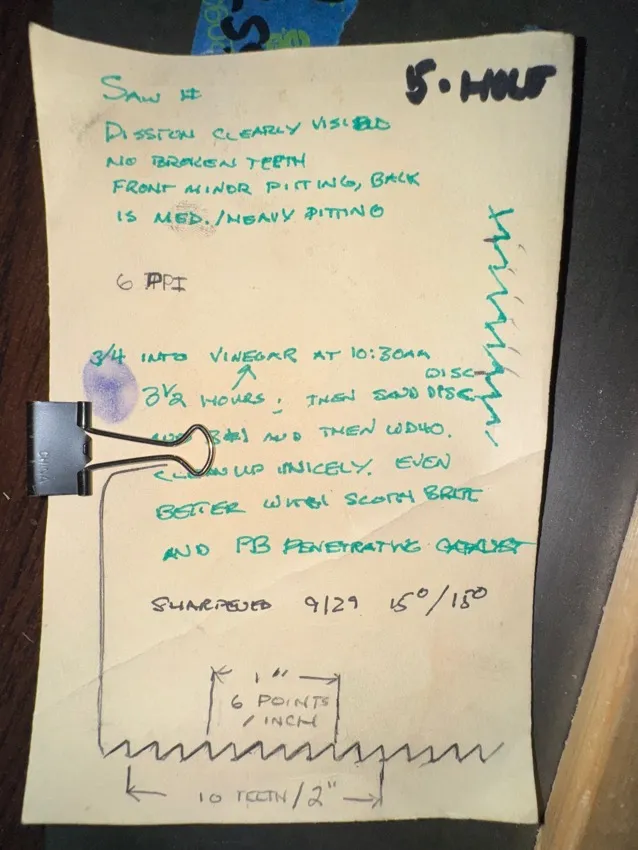 5-HOLE
SAW #
DISSTON CLEARLY VISIBLE
NO BROKEN TEETH
FRONT MINOR PITTING, BACK
IS MED./HEAVY PITTING
6 PPI
3/4 INTO VINEGAR AT 10:30AM
DISC
3 1/2 HOURS; THEN SAND DISC
AND THEN WD40.
CLEAN UP NICELY. EVEN
BETTER WITH SCOTH BRITE
AND PB PENETRATING CATALYST
SHARPENED 9/29 15°/15°
1"
6 POINTS
/INCH
10 TEETH/2"